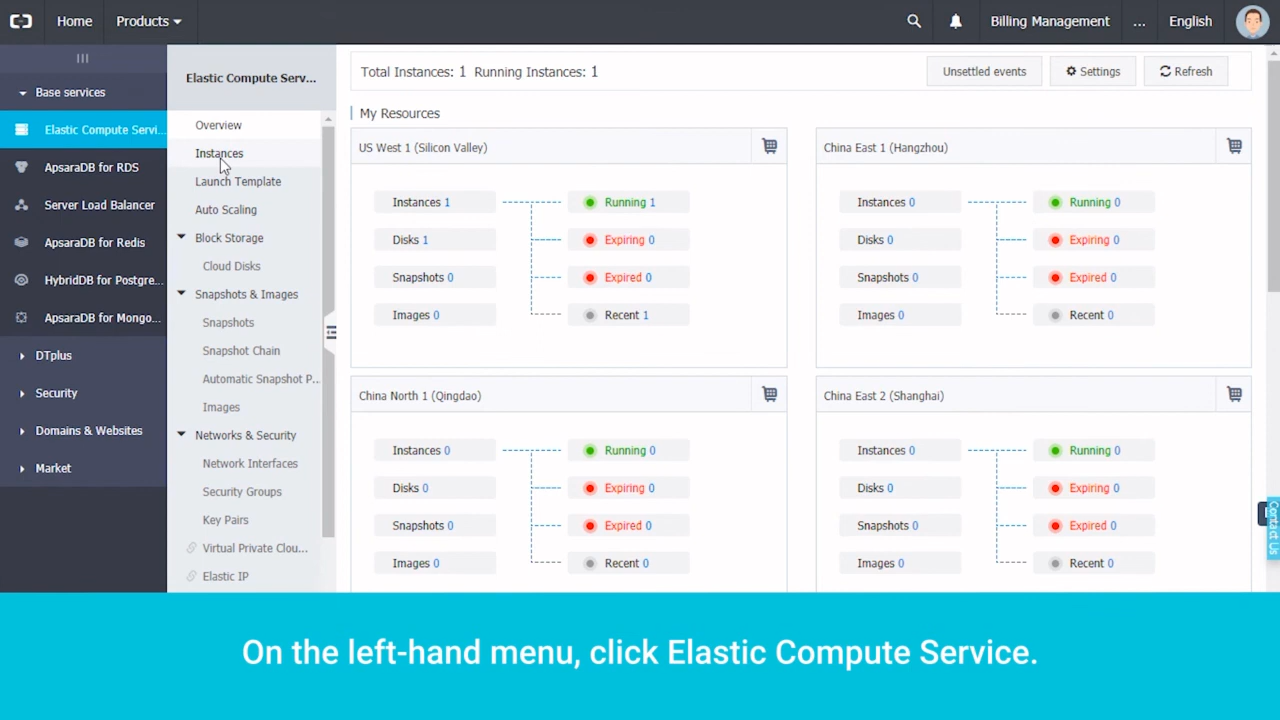 Home
Products
Billing Management
...
English
Base services
Elastic Compute Servi...
ApsaraDB for RDS
Server Load Balancer
ApsaraDB for Redis
HybridDB for Postgre...
ApsaraDB for Mongo...
DTplus
Security
Domains & Websites
Market
Elastic Compute Serv...
Overview
Instances
Launch Template
Auto Scaling
Block Storage
Cloud Disks
Snapshots & Images
Snapshots
Snapshot Chain
Automatic Snapshot P...
Images
Networks & Security
Network Interfaces
Security Groups
Key Pairs
Virtual Private Clou...
Elastic IP
Total Instances: 1 Running Instances: 1
Unsettled events
Settings
Refresh
My Resources
US West 1 (Silicon Valley)
Instances 1
Running 1
Disks 1
Expiring 0
Snapshots 0
Expired 0
Images 0
Recent 1
China East 1 (Hangzhou)
Instances 0
Running 0
Disks 0
Expiring 0
Snapshots 0
Expired 0
Images 0
Recent 0
China North 1 (Qingdao)
Instances 0
Running 0
Disks 0
Expiring 0
Snapshots 0
Expired 0
Images 0
Recent 0
China East 2 (Shanghai)
Instances 0
Running 0
Disks 0
Expiring 0
Snapshots 0
Expired 0
Images 0
Recent 0
Contact Us
On the left-hand menu, click Elastic Compute Service.